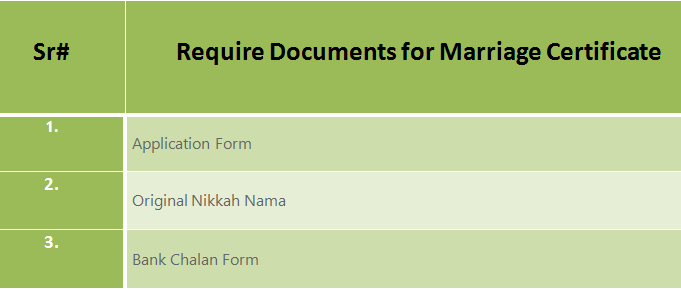 Sr# Require Documents for Marriage Certificate
1. Application Form
2. Original Nikkah Nama
3. Bank Chalan Form